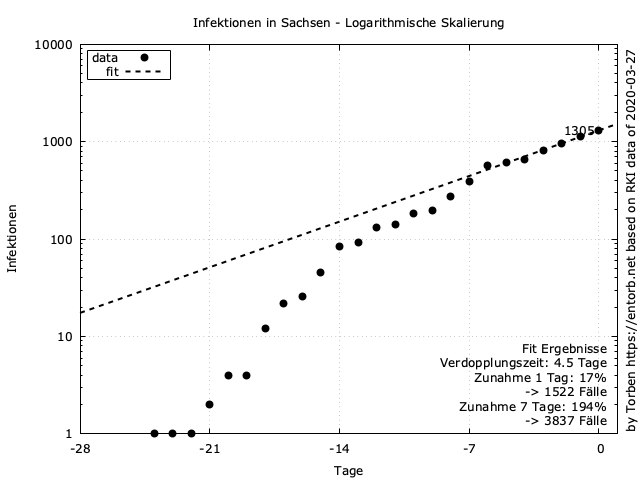 Infektionen in Sachsen - Logarithmische Skalierung
10000
1000
100
10
1
-28
-21
-14
-7
0
Infektionen
Tage
data
fit
1305
Fit Ergebnisse
Verdopplungszeit: 4.5 Tage
Zunahme 1 Tag: 17%
-> 1522 Fälle
Zunahme 7 Tage: 194%
-> 3837 Fälle
by Torben https://entorb.net based on RKI data of 2020-03-27